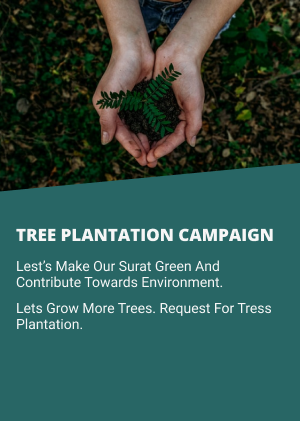 TREE PLANTATION CAMPAIGN
Lest's Make Our Surat Green And
Contribute Towards Environment.
Lets Grow More Trees. Request For Tress
Plantation.